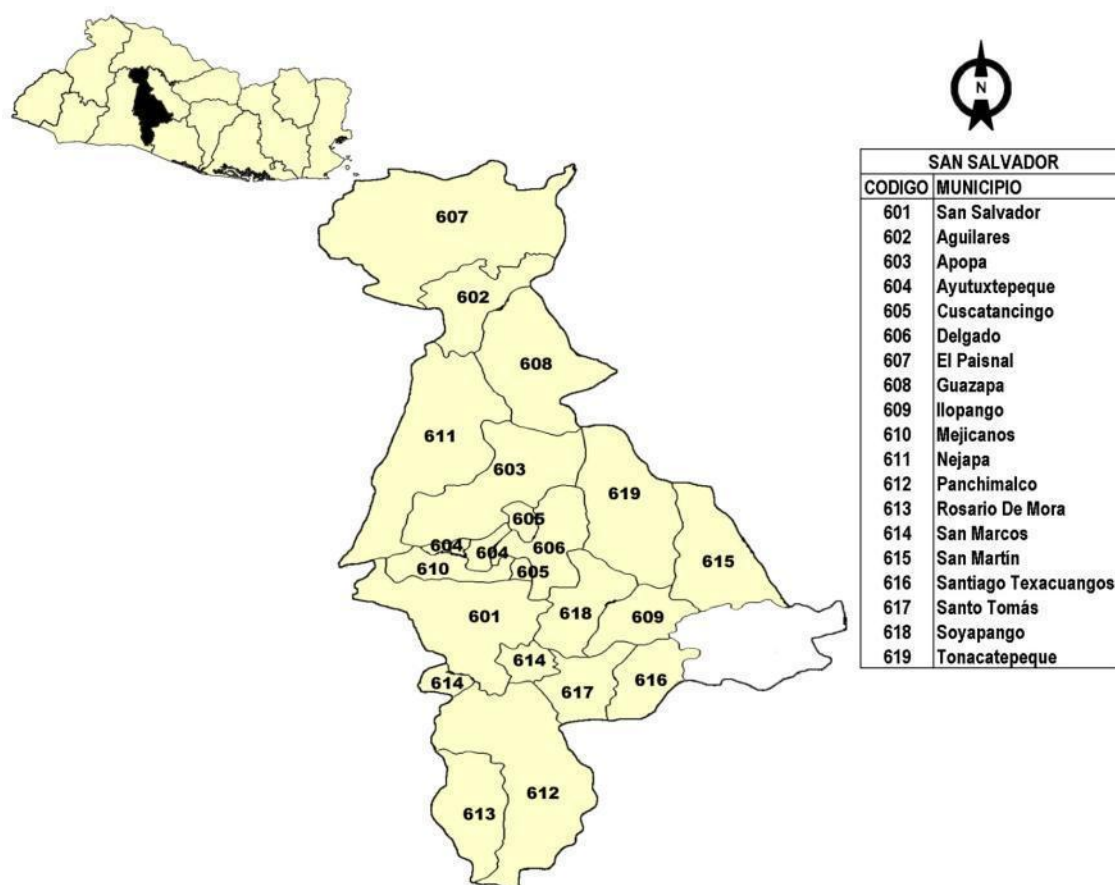 N
SAN SALVADOR
CODIGO MUNICIPIO
601 San Salvador
602 Aguilares
603 Apopa
604 Ayutuxtepeque
605 Cuscatancingo
606 Delgado
607 El Paisnal
608 Guazapa
609 Ilopango
610 Mejicanos
611 Nejapa
612 Panchimalco
613 Rosario De Mora
614 San Marcos
615 San Martín
616 Santiago Texacuangos
617 Santo Tomás
618 Soyapango
619 Tonacatepeque
607
602
608
611
603
619
605
604
604
606
610
605
615
601
618
609
614
614
617
616
612
613